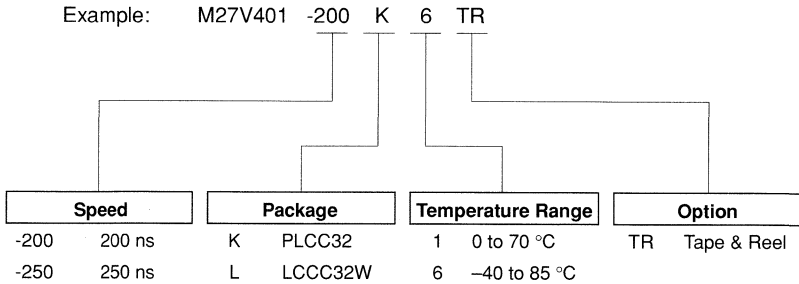 Example: M27V401 -200 K 6 TR
Speed Package Temperature Range Option
-200 200 ns K PLCC32 1 0 to 70 °C TR Tape & Reel
-250 250 ns L LCCC32W 6 –40 to 85 °C